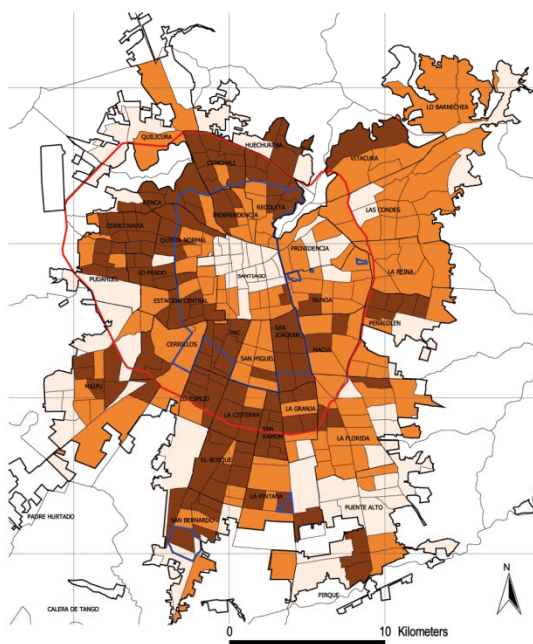 LO BARNECHEA
QUILICURA
HUECHURABA
CONCHALI
VITACURA
RENCA
RECOLETA
LAS CONDES
INDEPENDENCIA
CERRO NAVIA
QUINTA NORMAL
PROVIDENCIA
LO PRADO
SANTIAGO
LA REINA
PUDAHUEL
ESTACION CENTRAL
NUNOA
PEÑALOLEN
PAC
SAN
JOAQUIN
CERRILLOS
MACUL
SAN MIGUEL
MAIPU
LO ESPEJO
LA CISTERNA
LA GRANJA
SAN
RAMON
LA FLORIDA
EL BOSQUE
LA PINTANA
PUENTE ALTO
PADRE HURTADO
SAN BERNARDO
N
PIRQUE
CALERA DE TANGO
0 10 Kilometers